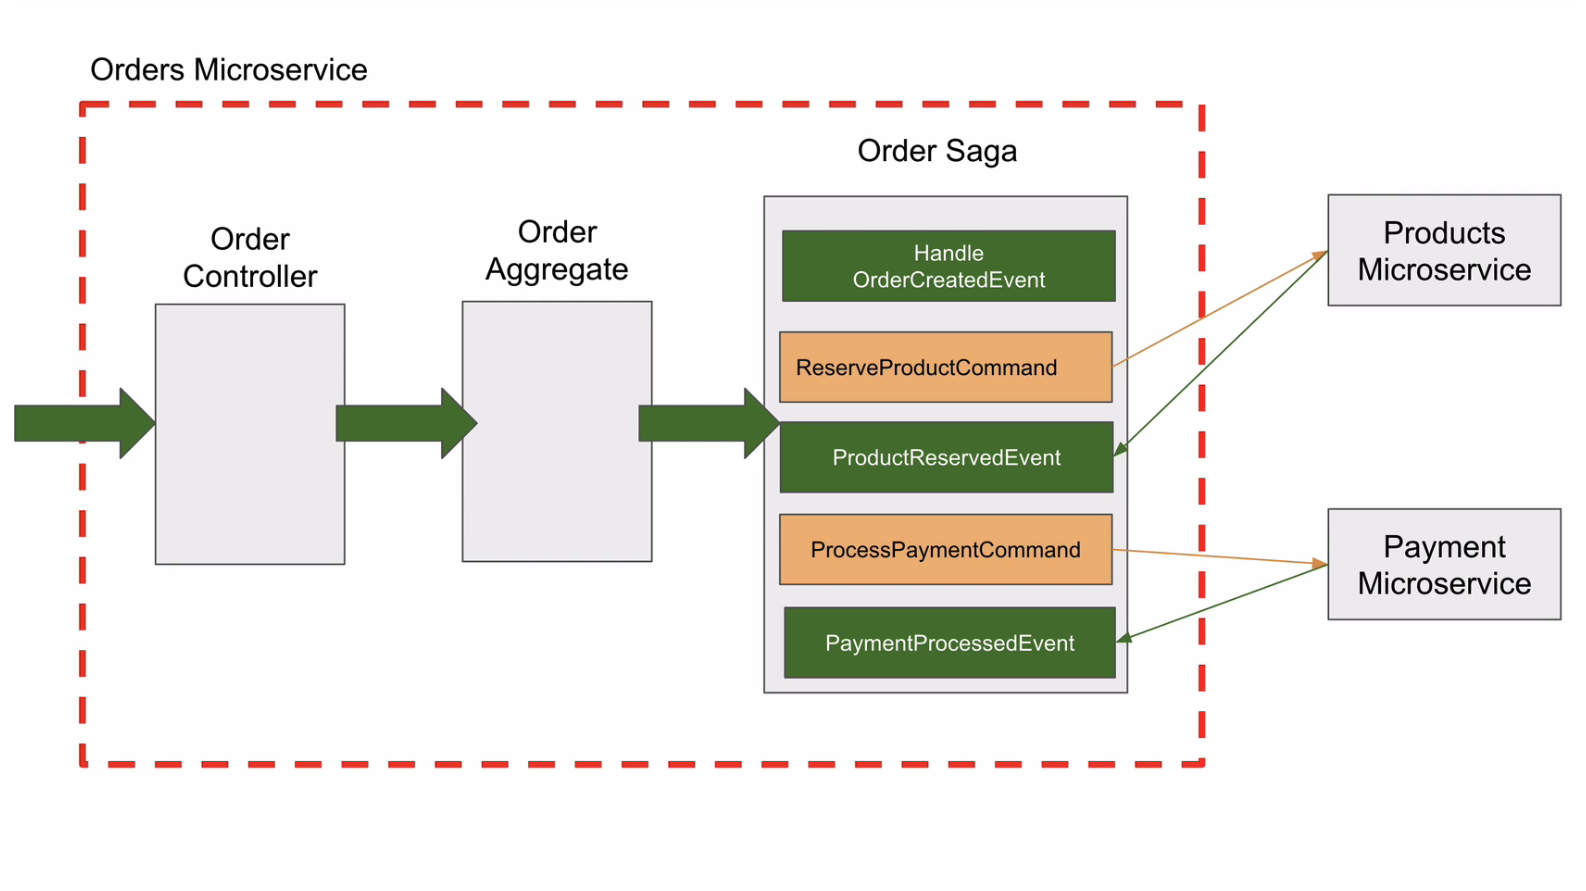 Orders Microservice
Order Saga
Order
Controller
Order
Aggregate
Handle
OrderCreatedEvent
ReserveProductCommand
ProductReservedEvent
ProcessPaymentCommand
PaymentProcessedEvent
Products
Microservice
Payment
Microservice